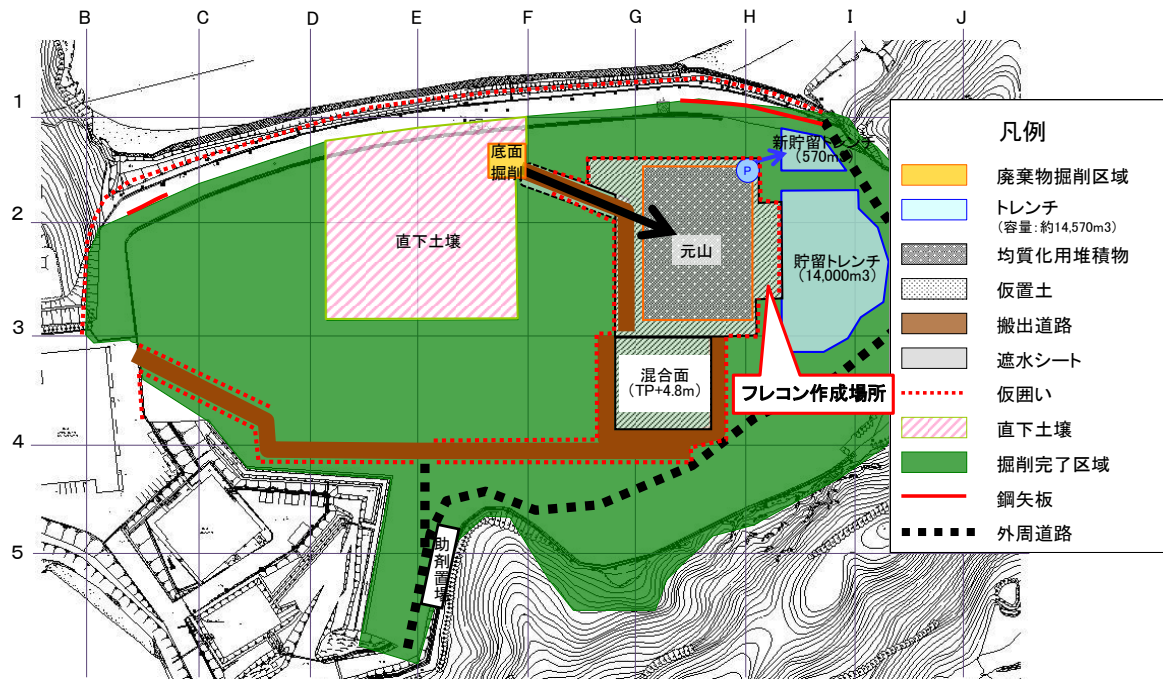 B C D E F G H I J
1
2
3
4
5
底面
掘削
新貯留トレンチ
(570m
P
直下土壌
元山
貯留トレンチ
(14,000m3)
混合面
(TP+4.8m)
フレコン作成場所
助剤置場
凡例
廃棄物掘削区域
トレンチ
(容量:約14,570m3)
均質化用堆積物
仮置土
搬出道路
遮水シート
仮囲い
直下土壌
掘削完了区域
鋼矢板
外周道路